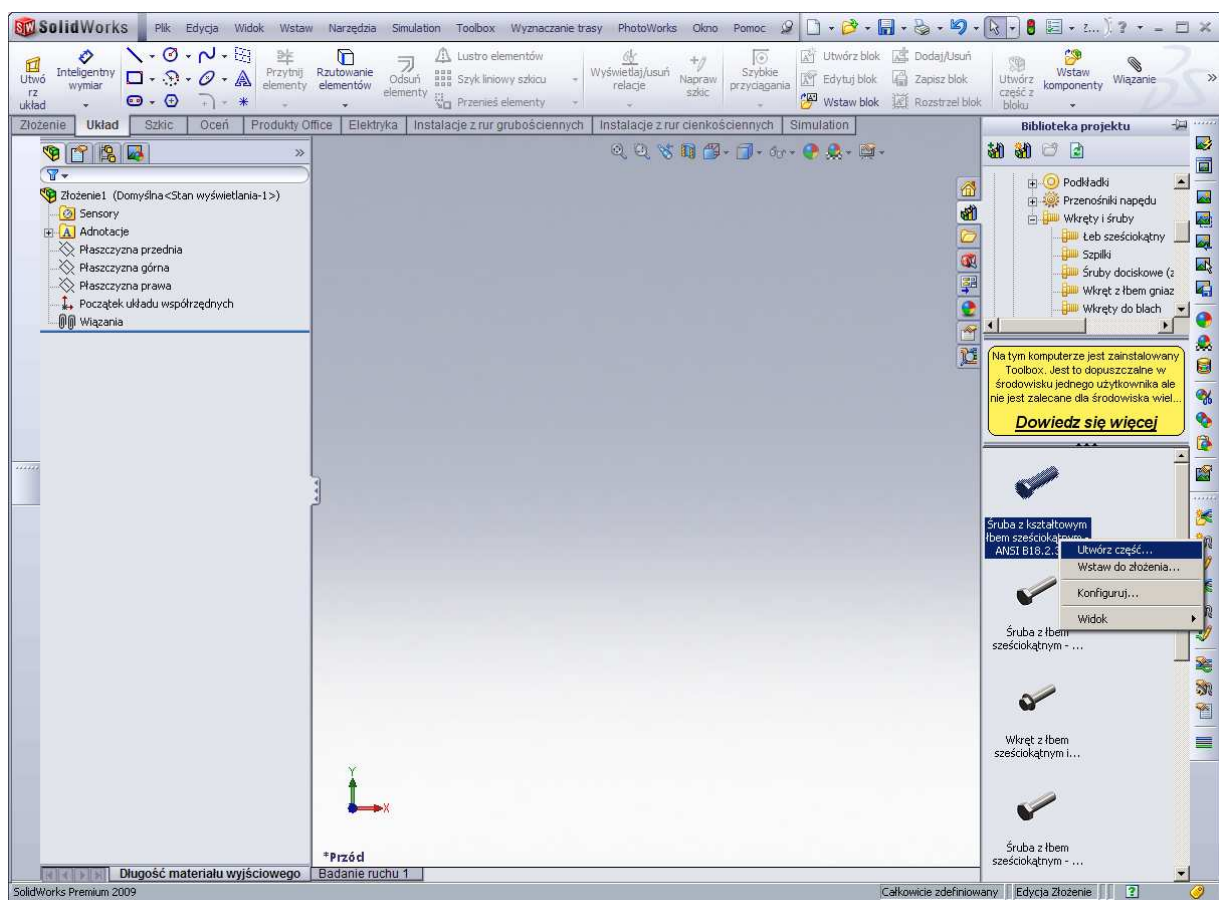 SolidWorks Plik Edycja Widok Wstaw Narzędzia Simulation Toolbox Wyznaczanie trasy PhotoWorks Okno Pomoc
Utwó
rz
układ
Inteligentny
wymiar
Przytnij
elementy
Rzutowanie
elementów
Odsuń
elementy
Lustro elementów
Szyk liniowy szkicu
Przenieś elementy
Wyświetlaj/usuń
relacje
Napraw
szkic
Szybkie
przyciągania
Utwórz blok
Edytuj blok
Wstaw blok
Dodaj/Usuń
Zapisz blok
Rozstrzel blok
Utwórz
część z
bloku
Wstaw
komponenty
Wiązanie
Złożenie Układ Szkic Oceń Produkty Office Elektryka Instalacje z rur grubościennych Instalacje z rur cienkościennych Simulation
Złożenie1 (Domyślna<Stan wyświetlania-1>)
Sensory
Adnotacje
Płaszczyzna przednia
Płaszczyzna górna
Płaszczyzna prawa
Początek układu współrzędnych
Wiązania
Y
X
*Przód
Biblioteka projektu
Podkładki
Przenośniki napędu
Wkręty i śruby
Łeb sześciokątny
Szpilki
Śruby dociskowe (z
Wkręt z łbem gniaz
Wkręty do blach
Na tym komputerze jest zainstalowany
Toolbox. Jest to dopuszczalne w
środowisku jednego użytkownika ale
nie jest zalecane dla środowiska wiel...
Dowiedz się więcej
Śruba z kształtowym
łbem sześciokątnym -
ANSI B18.2.3
Utwórz część...
Wstaw do złożenia...
Konfiguruj...
Widok
Śruba z łbem
sześciokątnym - ...
Wkręt z łbem
sześciokątnym i...
Śruba z łbem
sześciokątnym - ...
Długość materiału wyjściowego Badanie ruchu 1
SolidWorks Premium 2009 Całkowicie zdefiniowany Edycja Złożenie